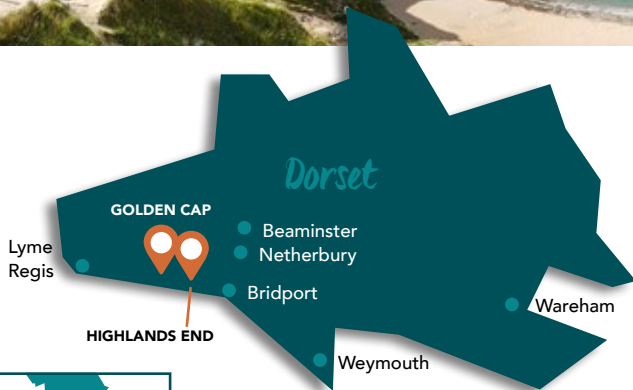 Dorset
GOLDEN CAP
Beaminster
Lyme
Regis
Netherbury
Bridport
Wareham
HIGHLANDS END
Weymouth